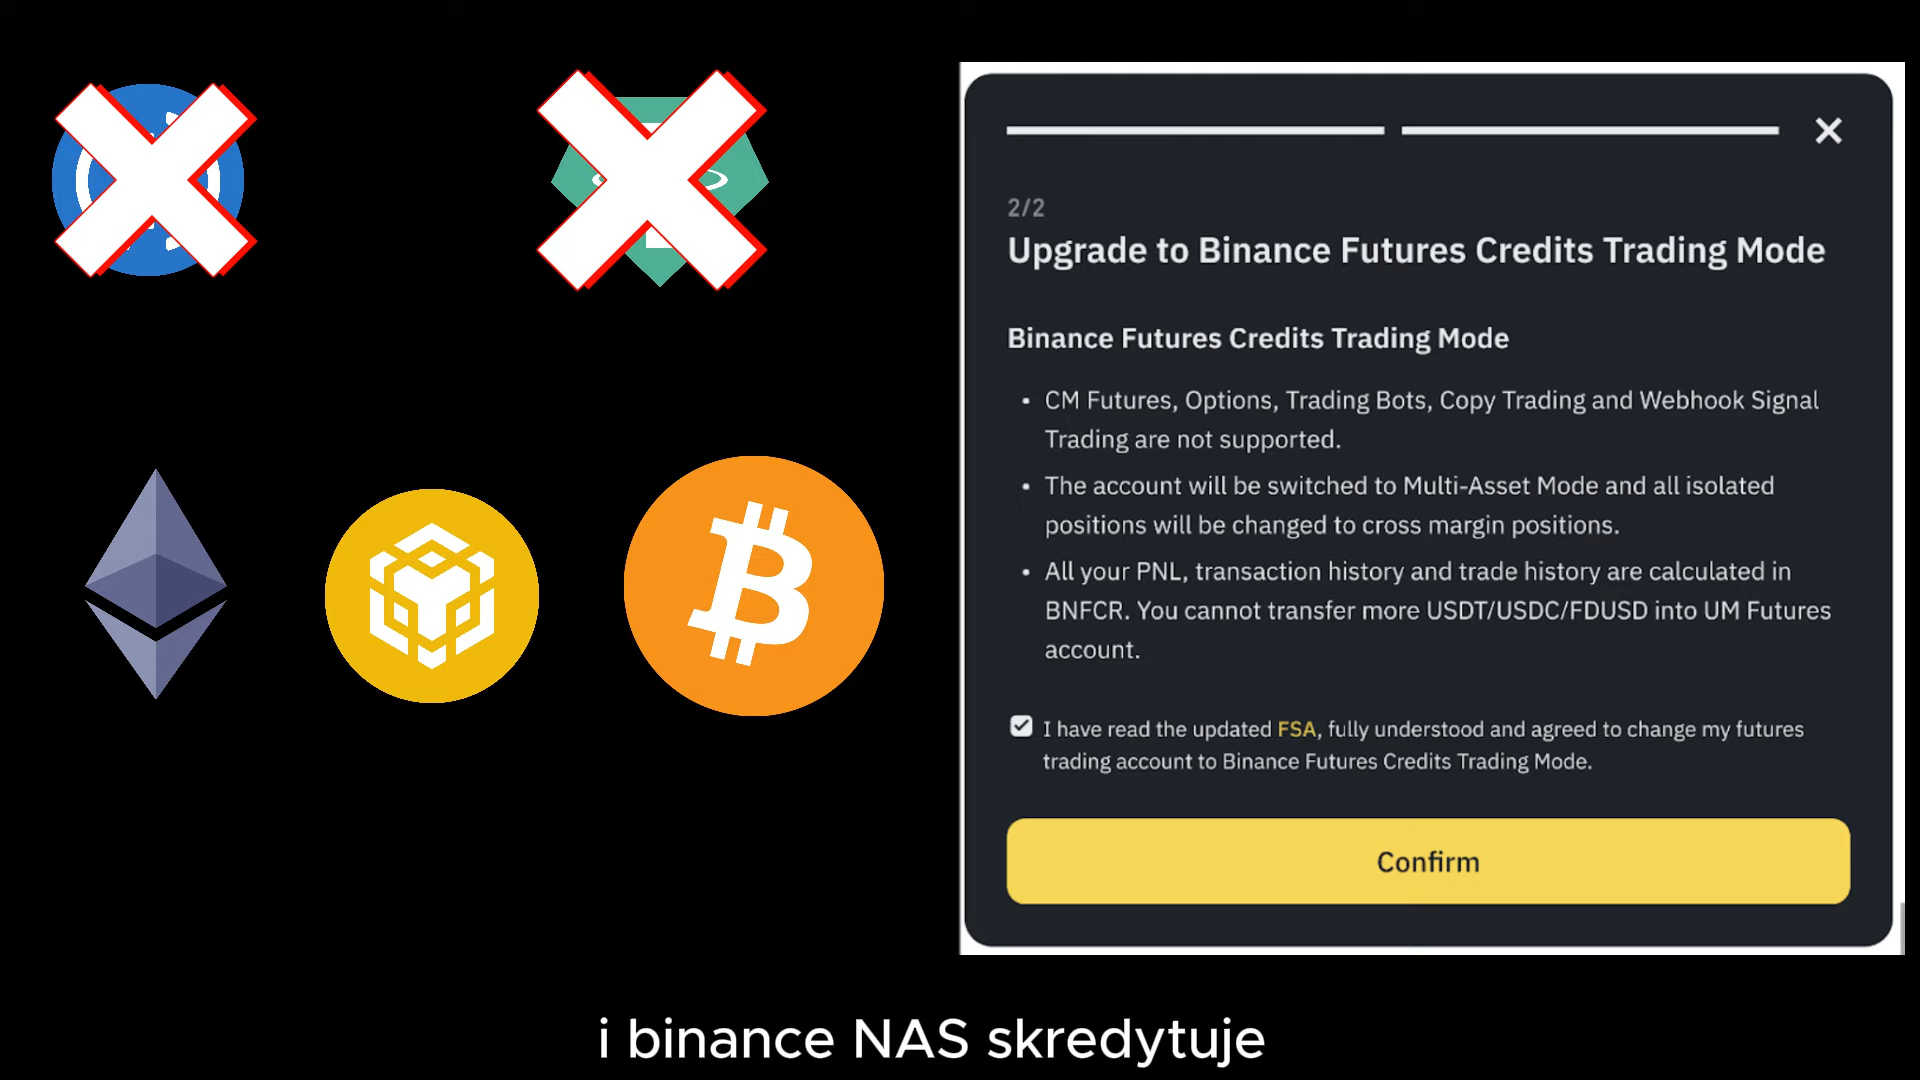 2/2
Upgrade to Binance Futures Credits Trading Mode
Binance Futures Credits Trading Mode
• CM Futures, Options, Trading Bots, Copy Trading and Webhook Signal
Trading are not supported.
• The account will be switched to Multi-Asset Mode and all isolated
positions will be changed to cross margin positions.
• All your PNL, transaction history and trade history are calculated in
BNFCR. You cannot transfer more USDT/USDC/FDUSD into UM Futures
account.
I have read the updated FSA, fully understood and agreed to change my futures
trading account to Binance Futures Credits Trading Mode.
Confirm
i binance NAS skredytuje